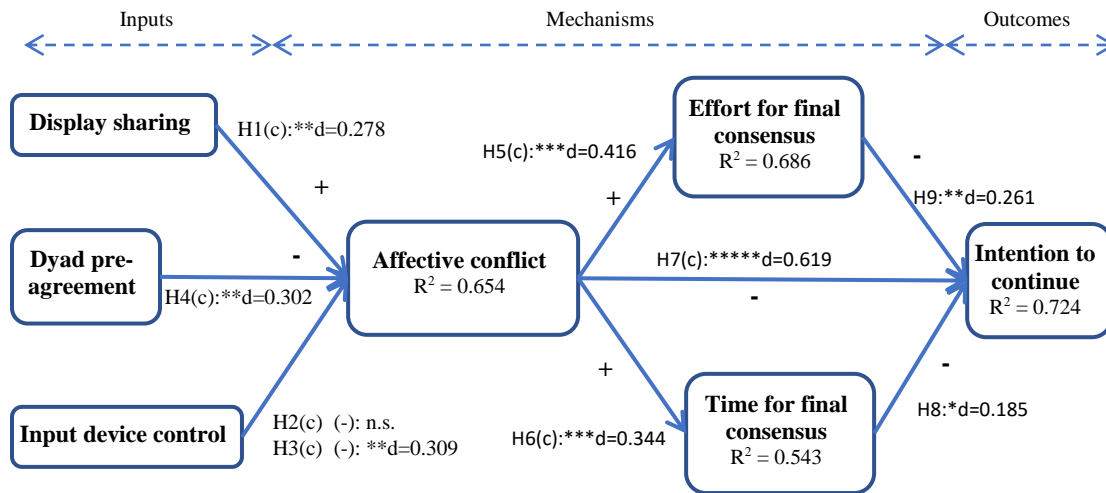 Inputs
Mechanisms
Outcomes
Display sharing
H1(c):**d=0.278
+
Dyad pre-
agreement
-
H4(c):**d=0.302
Input device control
H2(c) (-): n.s.
H3(c) (-): **d=0.309
Affective conflict
R² = 0.654
H5(c):***d=0.416
+
Effort for final
consensus
R² = 0.686
-
H9:**d=0.261
H7(c):*****d=0.619
-
Intention to
continue
R² = 0.724
+
H6(c):***d=0.344
Time for final
consensus
R² = 0.543
-
H8:*d=0.185